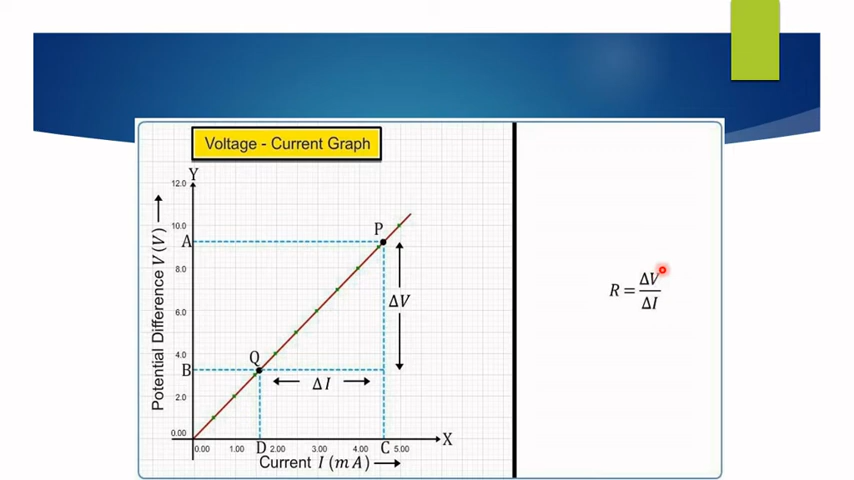 Voltage - Current Graph
Y
12.0
10.0
P
A
8.0
ΔV
6.0
4.0
Q
B
ΔI
2.0
0.00
X
0.00 1.00 D 2.00 3.00 4.00 C 5.00
Current I (m A)
Potential Difference V (V)
R = ΔV
ΔI